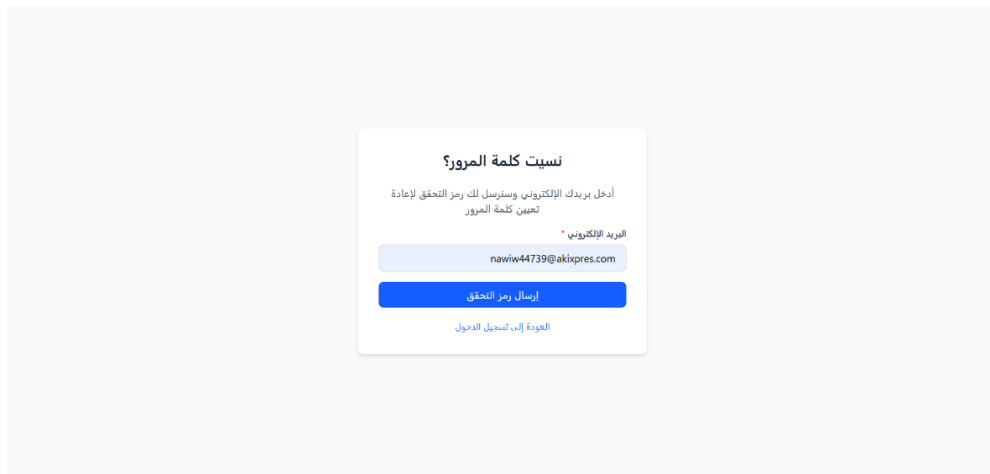 نسيت كلمة المرور؟
أدخل بريدك الإلكتروني وسنرسل لك رمز التحقق لإعادة
تعيين كلمة المرور
البريد الإلكتروني *
nawiw44739@akixpres.com
إرسال رمز التحقق
العودة إلى تسجيل الدخول